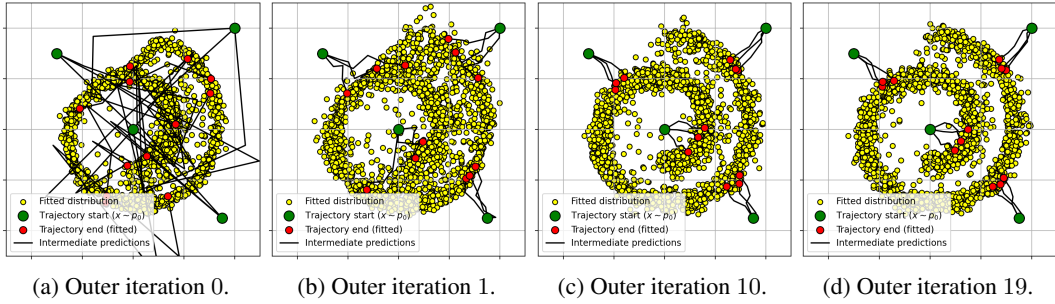 Fitted distribution
Trajectory start (x ~ p₀)
Trajectory end (fitted)
Intermediate predictions
Fitted distribution
Trajectory start (x ~ p₀)
Trajectory end (fitted)
Intermediate predictions
Fitted distribution
Trajectory start (x ~ p₀)
Trajectory end (fitted)
Intermediate predictions
Fitted distribution
Trajectory start (x ~ p₀)
Trajectory end (fitted)
Intermediate predictions
(a) Outer iteration 0.
(b) Outer iteration 1.
(c) Outer iteration 10.
(d) Outer iteration 19.